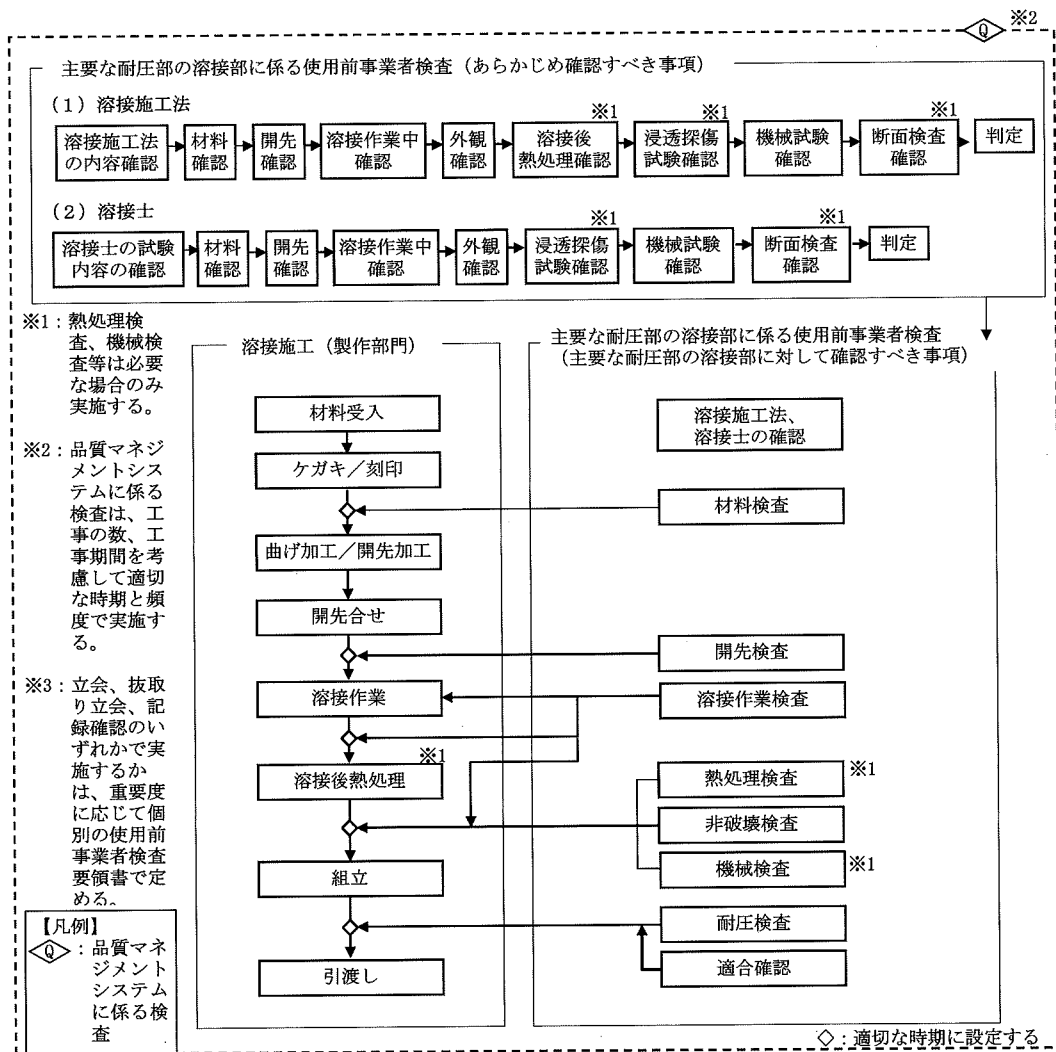 Q ※2
主要な耐圧部の溶接部に係る使用前事業者検査(あらかじめ確認すべき事項)
(1)溶接施工法
※1 ※1 ※1
溶接施工法
の内容確認
材料
確認
開先
確認
溶接作業中
確認
外観
確認
溶接後
熱処理確認
浸透探傷
試験確認
機械試験
確認
断面検査
確認
判定
(2)溶接士
※1 ※1
溶接士の試験
内容の確認
材料
確認
開先
確認
溶接作業中
確認
外観
確認
浸透探傷
試験確認
機械試験
確認
断面検査
確認
判定
※1:熱処理検
査、機械検
査等は必要
な場合のみ
実施する。
※2:品質マネジ
メントシス
テムに係る
検査は、工
事の数、工
事期間を考
慮して適切
な時期と頻
度で実施す
る。
※3:立会、抜取
り立会、記
録確認のい
ずれかで実
施するか
は、重要度
に応じて個
別の使用前
事業者検査
要領書で定
める。
【凡例】
Q:品質マネ
ジメント
システム
に係る検
査
溶接施工(製作部門)
材料受入
ケガキ/刻印
曲げ加工/開先加工
開先合せ
溶接作業
※1
溶接後熱処理
組立
引渡し
主要な耐圧部の溶接部に係る使用前事業者検査
(主要な耐圧部の溶接部に対して確認すべき事項)
溶接施工法、
溶接士の確認
材料検査
開先検査
溶接作業検査
熱処理検査 ※1
非破壊検査
機械検査 ※1
耐圧検査
適合確認
◇:適切な時期に設定する